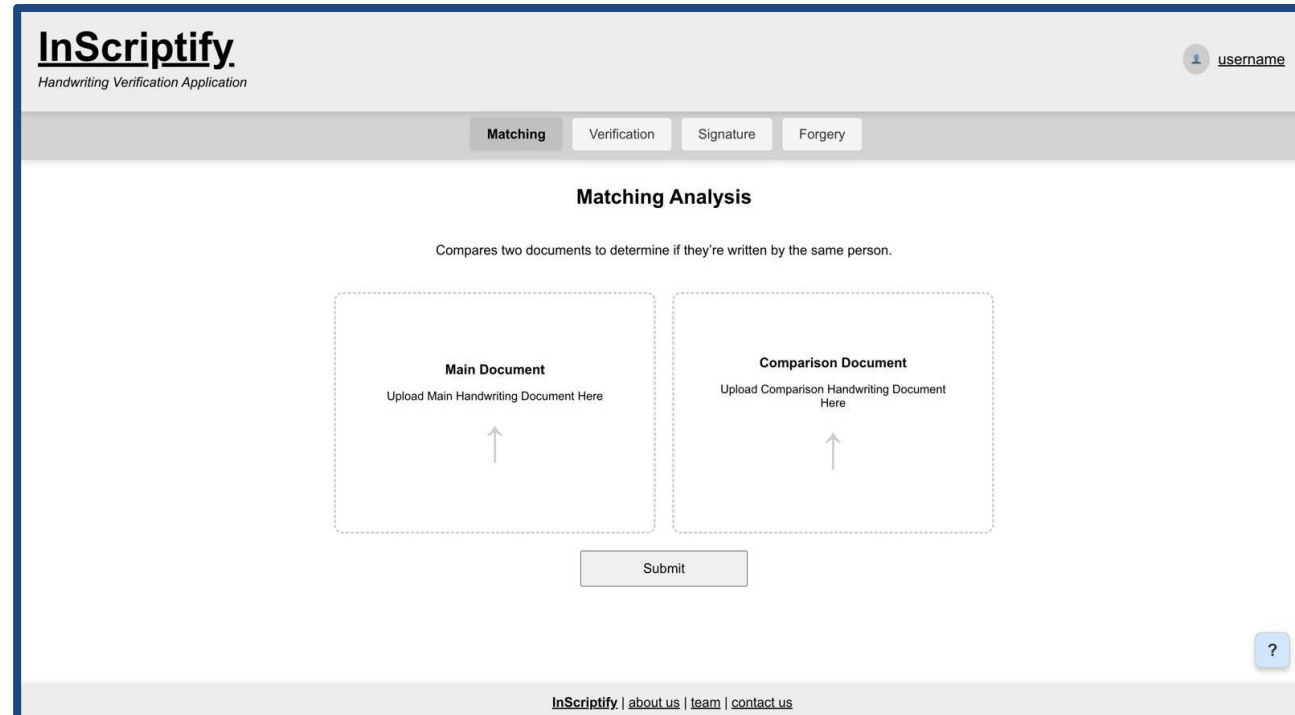 InScriptify
Handwriting Verification Application
username
Matching
Verification
Signature
Forgery
Matching Analysis
Compares two documents to determine if they’re written by the same person.
Main Document
Upload Main Handwriting Document Here
↑
Comparison Document
Upload Comparison Handwriting Document
Here
↑
Submit
?
InScriptify | about us | team | contact us